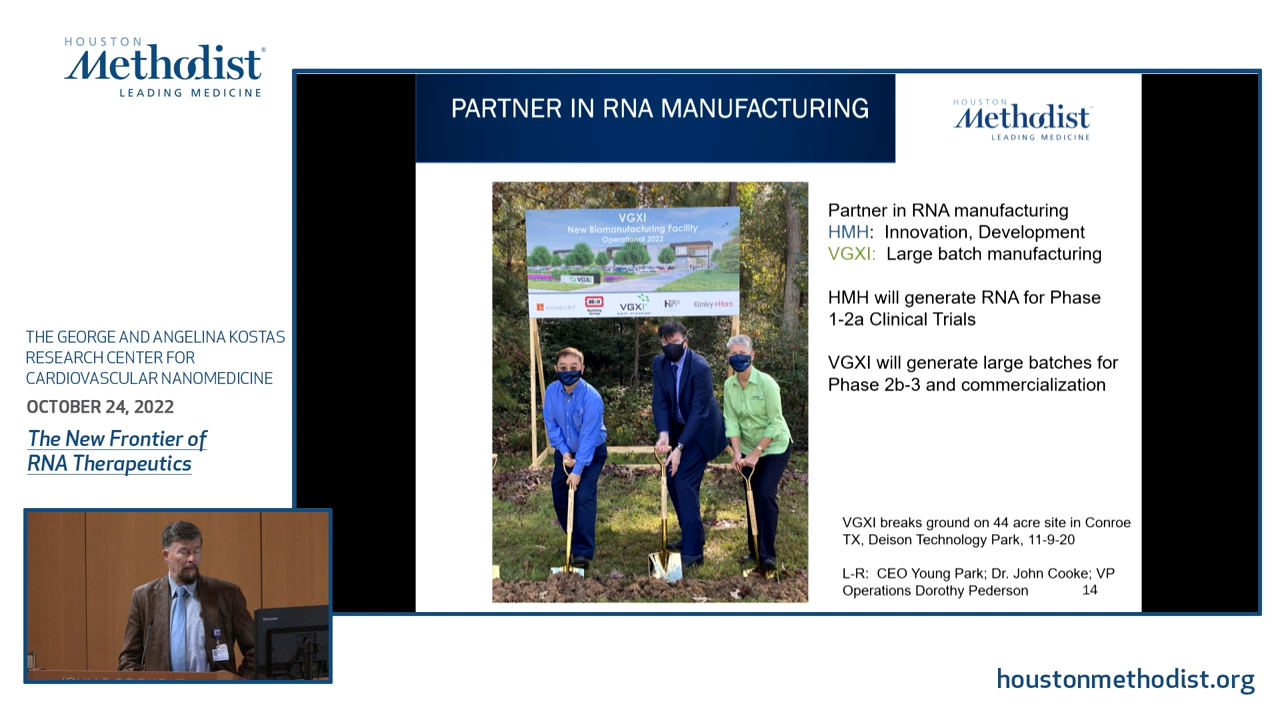 HOUSTON
Methodist®
LEADING MEDICINE
PARTNER IN RNA MANUFACTURING
HOUSTON
Methodist
LEADING MEDICINE
VGXI
New Biomanufacturing Facility
Operational 2022
VGXI
HANBURY
VGXI
HPP
Kimley»Horn
Partner in RNA manufacturing
HMH: Innovation, Development
VGXI: Large batch manufacturing
HMH will generate RNA for Phase
1-2a Clinical Trials
VGXI will generate large batches for
Phase 2b-3 and commercialization
VGXI breaks ground on 44 acre site in Conroe
TX, Deison Technology Park, 11-9-20
L-R: CEO Young Park; Dr. John Cooke; VP
Operations Dorothy Pederson
14
THE GEORGE AND ANGELINA KOSTAS
RESEARCH CENTER FOR
CARDIOVASCULAR NANOMEDICINE
OCTOBER 24, 2022
The New Frontier of
RNA Therapeutics
houstonmethodist.org